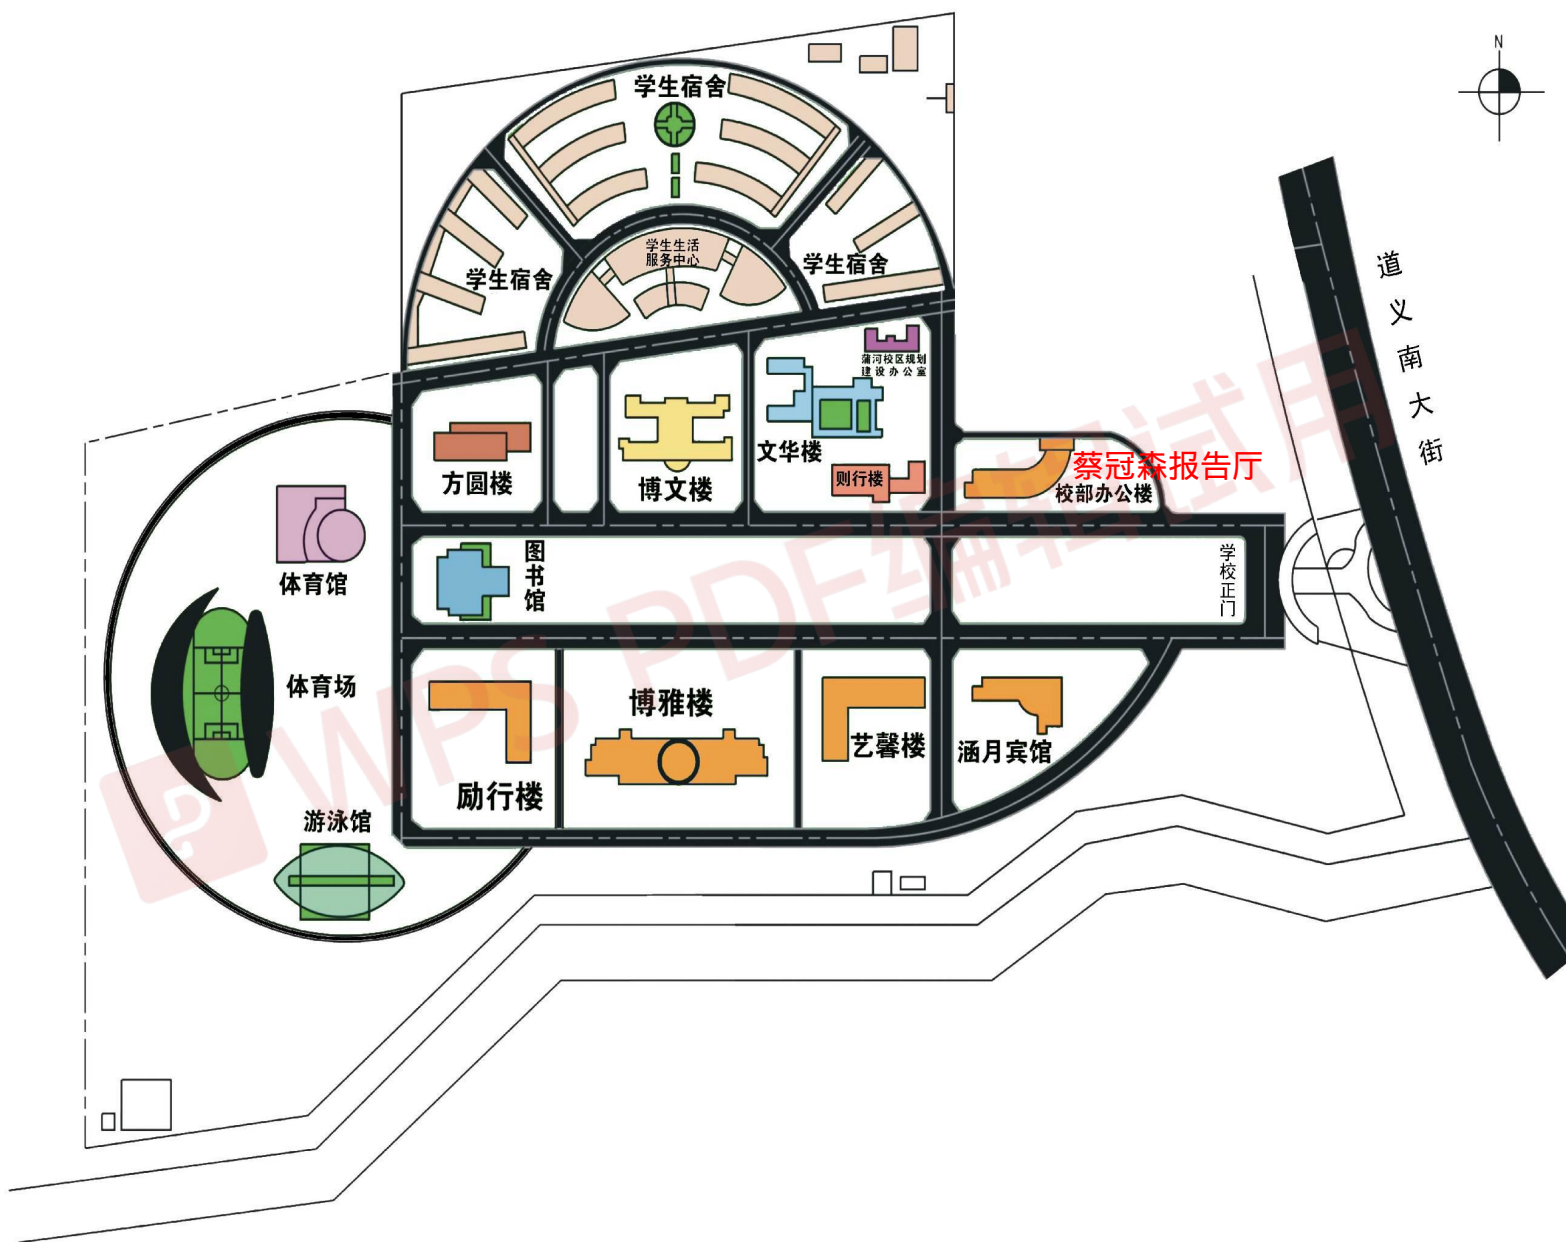 N
学生宿舍
学生生活
服务中心
学生宿舍
学生宿舍
道义南大街
蒲河校区规划
建设办公室
文华楼
蔡冠森报告厅
校部办公楼
方圆楼
博文楼
则行楼
图书馆
学校正门
体育馆
体育场
博雅楼
艺馨楼
涵月宾馆
励行楼
游泳馆
WPS PDF编辑试用